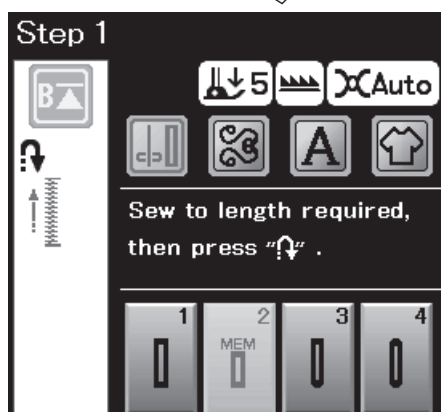 Step 1
B
5
Auto
A
Sew to length required,
then press “ ”.
1
2
3
4
MEM